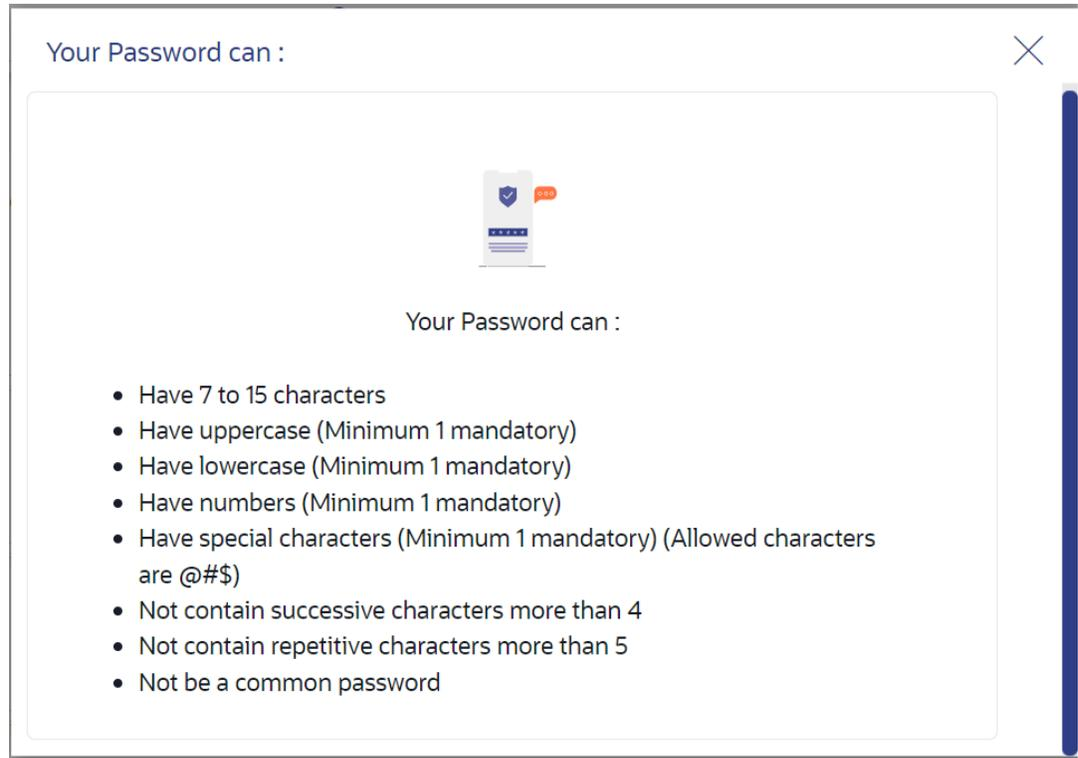 Your Password can :
Your Password can :
• Have 7 to 15 characters
• Have uppercase (Minimum 1 mandatory)
• Have lowercase (Minimum 1 mandatory)
• Have numbers (Minimum 1 mandatory)
• Have special characters (Minimum 1 mandatory) (Allowed characters
are @#$)
• Not contain successive characters more than 4
• Not contain repetitive characters more than 5
• Not be a common password